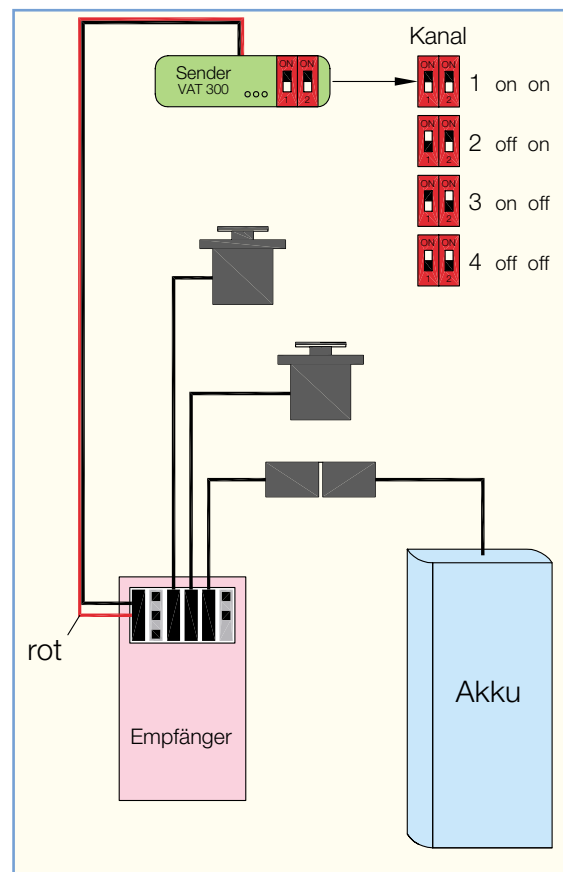 Kanal
Sender
VAT 300
ON ON
1 2
ON ON
1 2
1 on on
ON ON
1 2
2 off on
ON ON
1 2
3 on off
ON ON
1 2
4 off off
rot
Empfänger
Akku